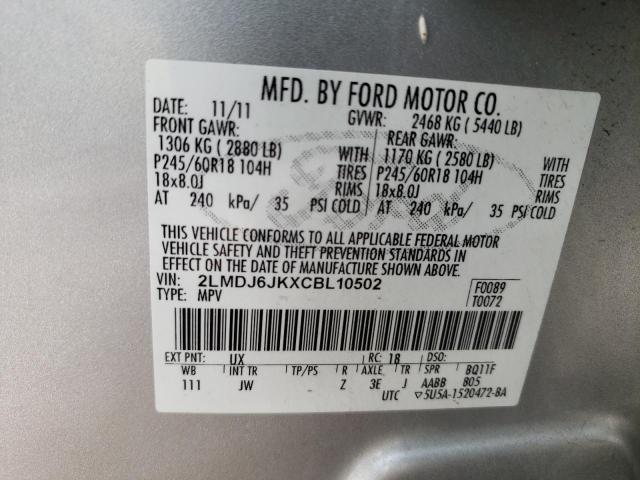 MFD. BY FORD MOTOR CO.
DATE: 11/11 GVWR: 2468 KG (5440 LB)
FRONT GAWR: REAR GAWR:
1306 KG (2880 LB) WITH 1170 KG (2580 LB) WITH
P245/60R18 104H TIRES P245/60R18 104H TIRES
18x8.0J RIMS 18x8.0J RIMS
AT 240 kPa/ 35 PSI COLD AT 240 kPa/ 35 PSI COLD
THIS VEHICLE CONFORMS TO ALL APPLICABLE FEDERAL MOTOR
VEHICLE SAFETY AND THEFT PREVENTION STANDARDS IN
EFFECT ON THE DATE OF MANUFACTURE SHOWN ABOVE.
VIN: 2LMDJ6JKXCBL10502 F0089
TYPE: MPV T0072
EXT PNT: UX RC: 18 DSO:
WB INT TR TP/PS R AXLE TR SPR BQ11F
111 JW Z 3E J AABB B05
UTC ▽5U5A-1520472-BA